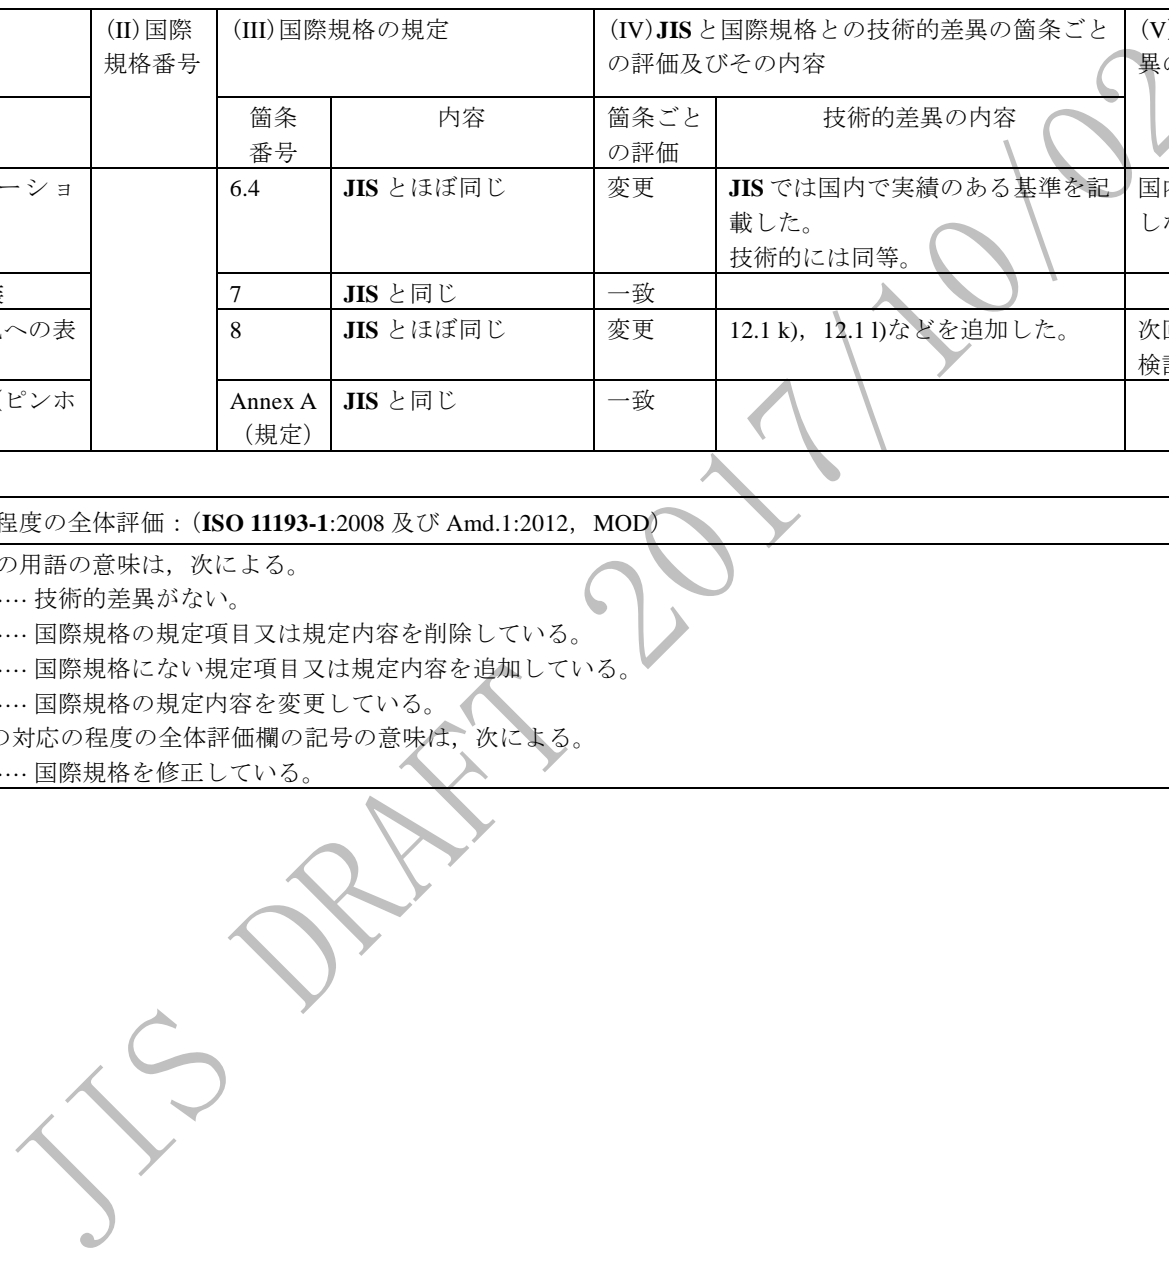 (II)国際
規格番号
(III)国際規格の規定
(IV)JISと国際規格との技術的差異の箇条ごと
の評価及びその内容
(V)
箇条
番号
内容
箇条ごと
の評価
技術的差異の内容
ーショ
6.4
JISとほぼ同じ
変更
JISでは国内で実績のある基準を記
載した。
技術的には同等。
7
JISと同じ
一致
への表
8
JISとほぼ同じ
変更
12.1 k)，12.1 l)などを追加した。
ピンホ
Annex A
（規定）
JISと同じ
一致
程度の全体評価：(ISO 11193-1:2008 及び Amd.1:2012，MOD)
の用語の意味は，次による。
···· 技術的差異がない。
···· 国際規格の規定項目又は規定内容を削除している。
···· 国際規格にない規定項目又は規定内容を追加している。
···· 国際規格の規定内容を変更している。
の対応の程度の全体評価欄の記号の意味は，次による。
···· 国際規格を修正している。
JIS DRAFT 2017/10/02